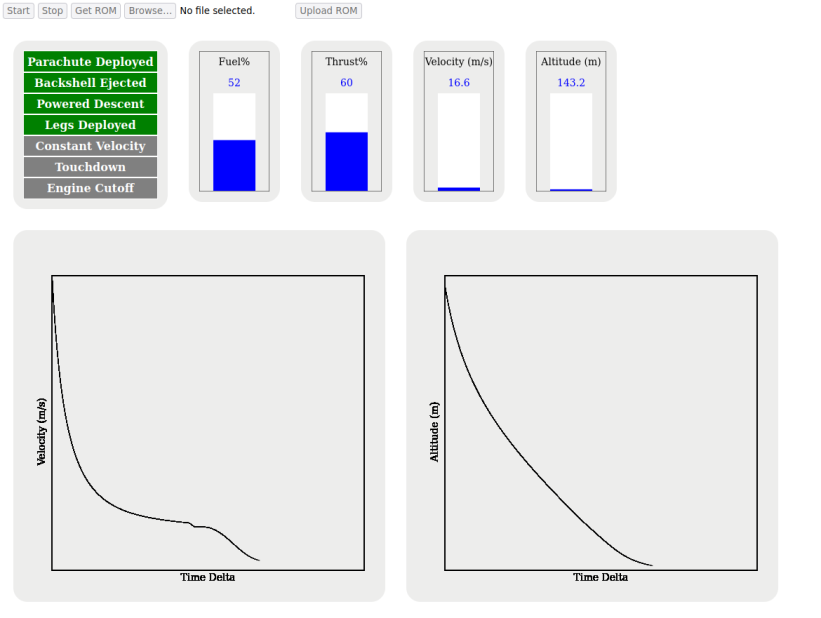 Start Stop Get ROM Browse... No file selected. Upload ROM
Parachute Deployed
Backshell Ejected
Powered Descent
Legs Deployed
Constant Velocity
Touchdown
Engine Cutoff
Fuel%
52
Thrust%
60
Velocity (m/s)
16.6
Altitude (m)
143.2
Velocity (m/s)
Time Delta
Altitude (m)
Time Delta